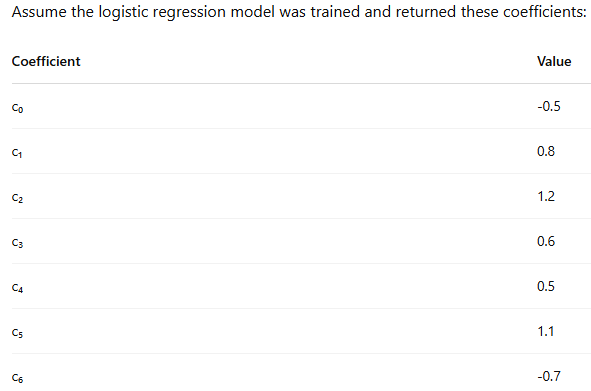 Assume the logistic regression model was trained and returned these coefficients:
Coefficient Value
c₀ -0.5
c₁ 0.8
c₂ 1.2
c₃ 0.6
c₄ 0.5
c₅ 1.1
c₆ -0.7